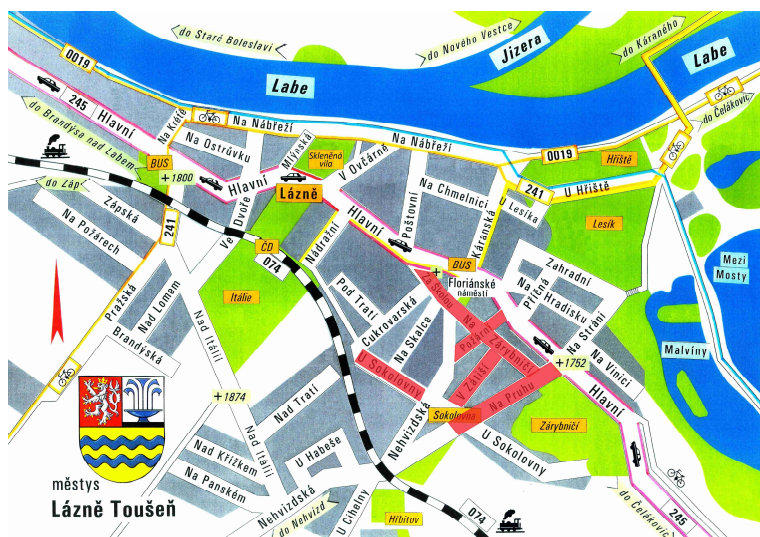 do Staré Boleslavi
do Nového Vestce
Jizera
do Káraného
Labe
Labe
0019
245
Hlavní
do Brandýsa nad Labem
Na Krétě
Na Nábřeží
Na Nábřeží
do Čelákovic
Na Ostrůvku
Mlýnská
Skleněná
vila
V Ovčárně
0019
Hřiště
BUS
+1800
Hlavní
Lázně
Na Chmelnici
241
U Hřiště
U Lesíka
Lesík
do Záp
Zápská
Na Požárech
241
Ve Dvoře
ČD
074
Nádražní
Hlavní
Poštovní
Káranská
BUS
Floriánské
náměstí
Zahradní
Na Hradisku
Příčná
Na Stráni
Mezi
Mosty
Pražská
Nad Lomem
Itálie
Nad Itálií
Pod Tratí
Cukrovarská
Na Skalce
Za Školou
Na Zárybničí
Požární
Malvíny
Brandýská
U Sokolovny
V Zátiší
Na Pruhu
+1752
Na Vinici
Hlavní
+1874
Nad Tratí
Nad Itálií
Sokolovna
Nehvizdská
Zárybničí
U Sokolovny
Nad Křížkem
Na Panském
U Habeše
městys
Lázně Toušeň
Nehvizdská
do Nehvizd
U Cihelny
Hřbitov
074
do Čelákovic
245